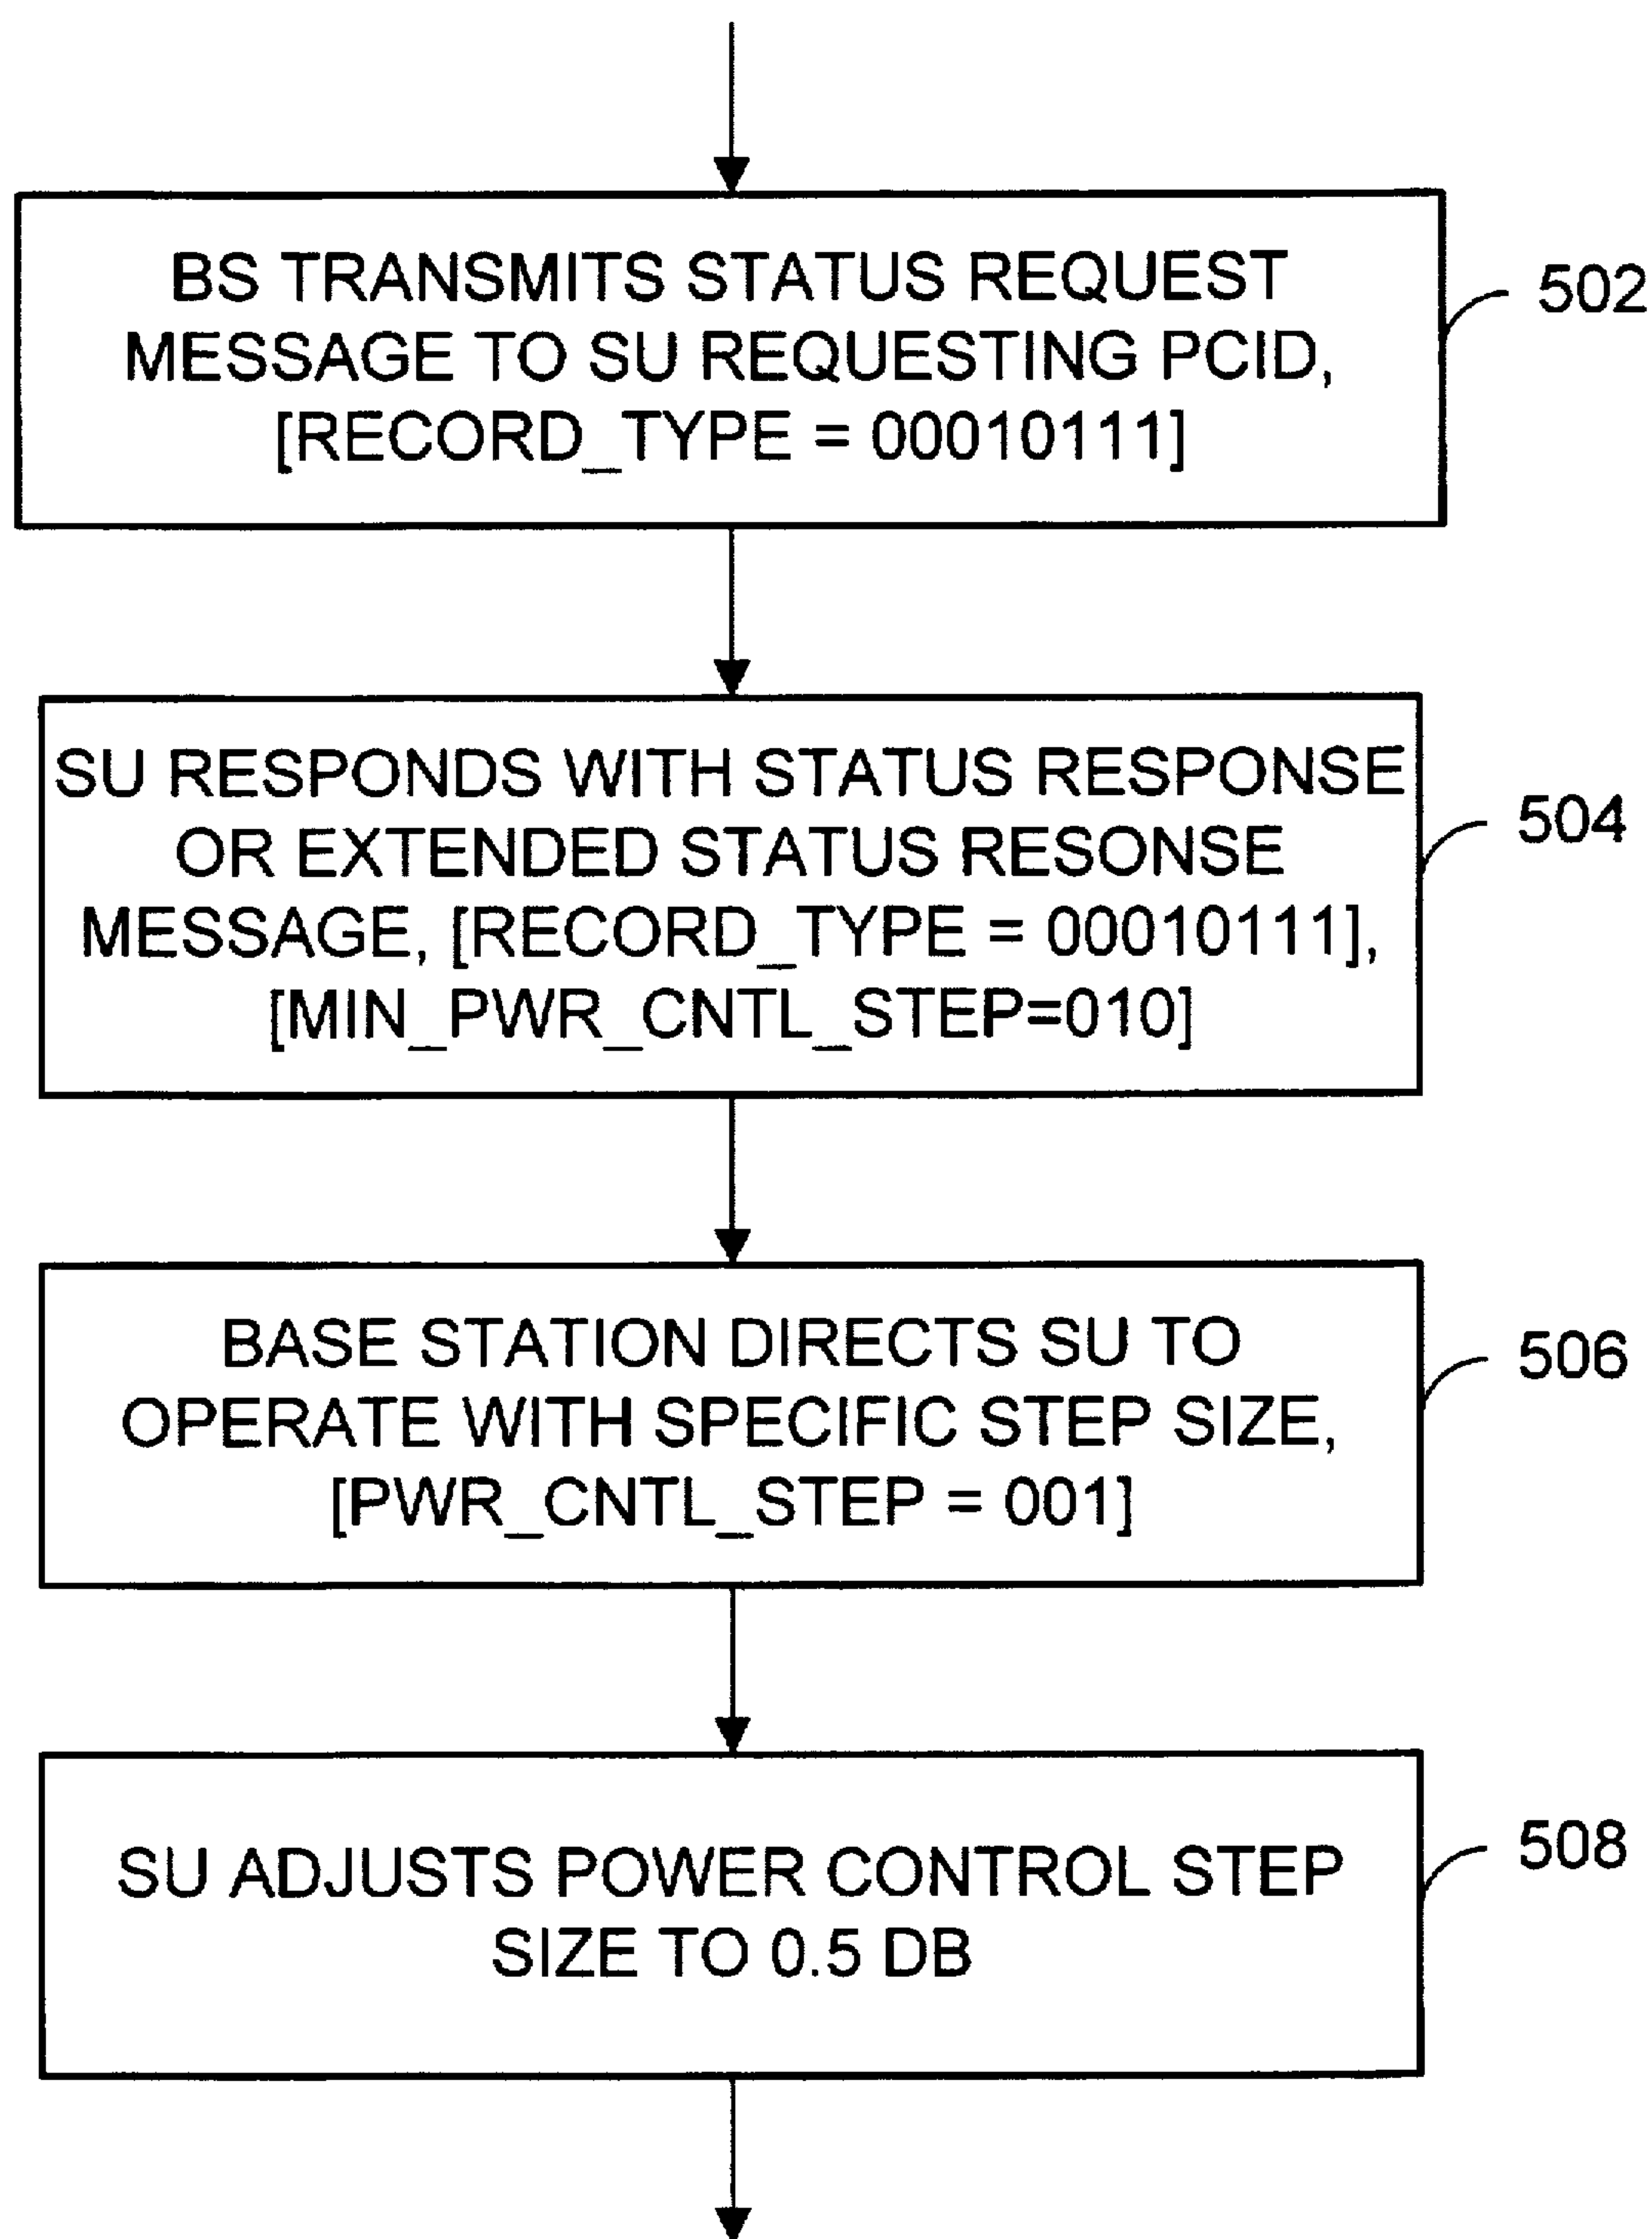 BS TRANSMITS STATUS REQUEST
MESSAGE TO SU REQUESTING PCID,
[RECORD_TYPE = 00010111]
502
SU RESPONDS WITH STATUS RESPONSE
OR EXTENDED STATUS RESONSE
MESSAGE, [RECORD_TYPE = 00010111],
[MIN_PWR_CNTL_STEP=010]
504
BASE STATION DIRECTS SU TO
OPERATE WITH SPECIFIC STEP SIZE,
[PWR_CNTL_STEP = 001]
506
SU ADJUSTS POWER CONTROL STEP
SIZE TO 0.5 DB
508